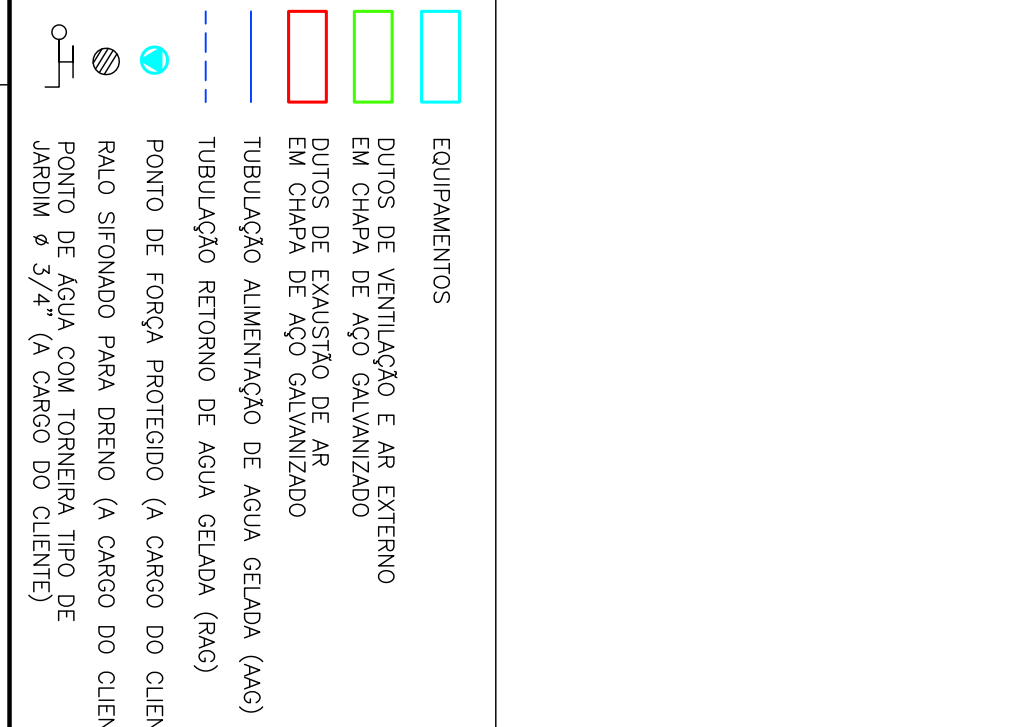 EQUIPAMENTOS
DUTOS DE VENTILAÇÃO E AR EXTERNO
EM CHAPA DE AÇO GALVANIZADO
DUTOS DE EXAUSTÃO DE AR
EM CHAPA DE AÇO GALVANIZADO
TUBULAÇÃO ALIMENTAÇÃO DE AGUA GELADA (AAG)
TUBULAÇÃO RETORNO DE AGUA GELADA (RAG)
PONTO DE FORÇA PROTEGIDO (A CARGO DO CLIEN
RALO SIFONADO PARA DRENO (A CARGO DO CLIEN
PONTO DE ÁGUA COM TORNEIRA TIPO DE
JARDIM ø 3/4" (A CARGO DO CLIENTE)